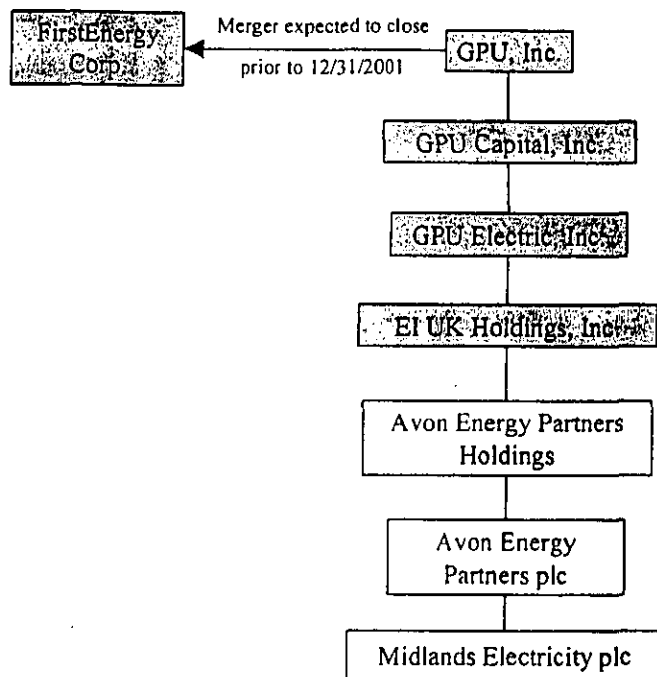 FirstEnergy
Corp.
Merger expected to close
prior to 12/31/2001
GPU, Inc.
GPU Capital, Inc.
GPU Electric, Inc.
EI UK Holdings, Inc.
Avon Energy Partners
Holdings
Avon Energy
Partners plc
Midlands Electricity plc